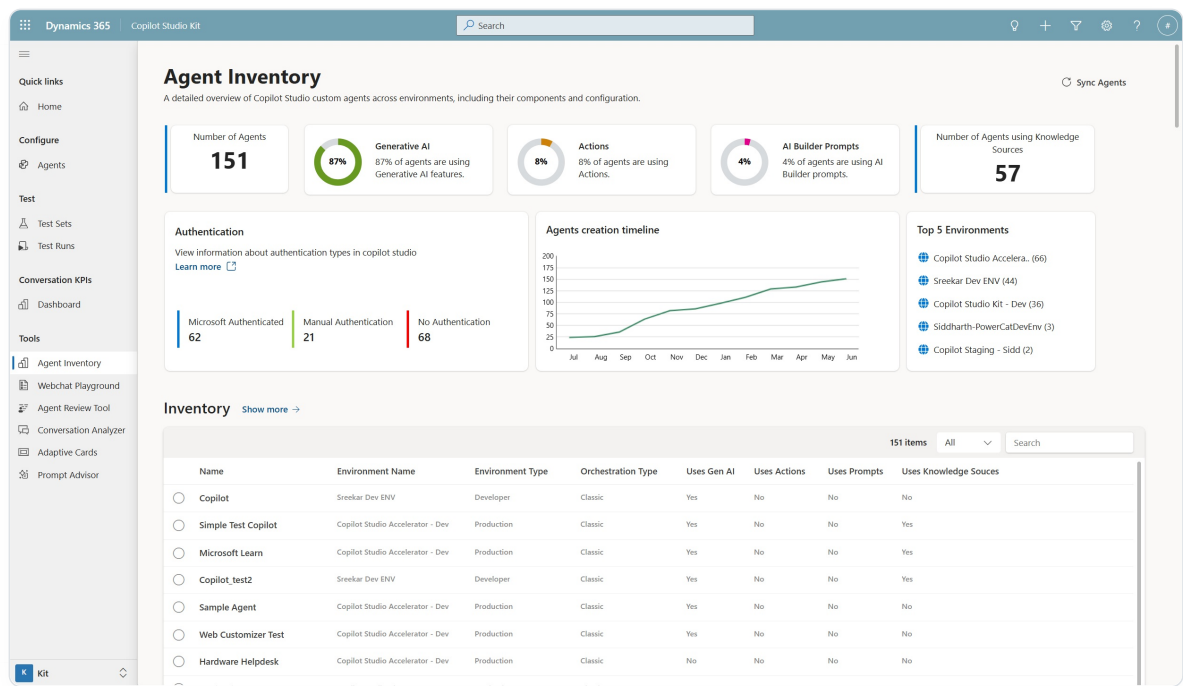 Dynamics 365 Copilot Studio Kit Search ? #
Quick links
Home
Configure
Agents
Test
Test Sets
Test Runs
Conversation KPIs
Dashboard
Tools
Agent Inventory
Webchat Playground
Agent Review Tool
Conversation Analyzer
Adaptive Cards
Prompt Advisor
K Kit
Agent Inventory
Sync Agents
A detailed overview of Copilot Studio custom agents across environments, including their components and configuration.
Number of Agents
151
87%
Generative AI
87% of agents are using
Generative AI features.
8%
Actions
8% of agents are using
Actions.
4%
AI Builder Prompts
4% of agents are using AI
Builder prompts.
Number of Agents using Knowledge
Sources
57
Authentication
View information about authentication types in copilot studio
Learn more
Microsoft Authenticated
62
Manual Authentication
21
No Authentication
68
Agents creation timeline
200
175
150
125
100
75
50
25
0
Jul Aug Sep Oct Nov Dec Jan Feb Mar Apr May Jun
Top 5 Environments
Copilot Studio Accelera.. (66)
Sreekar Dev ENV (44)
Copilot Studio Kit - Dev (36)
Siddharth-PowerCatDevEnv (3)
Copilot Staging - Sidd (2)
Inventory Show more
151 items All Search
Name Environment Name Environment Type Orchestration Type Uses Gen AI Uses Actions Uses Prompts Uses Knowledge Souces
Copilot Sreekar Dev ENV Developer Classic Yes No No No
Simple Test Copilot Copilot Studio Accelerator - Dev Production Classic Yes No No Yes
Microsoft Learn Copilot Studio Accelerator - Dev Production Classic Yes No No Yes
Copilot_test2 Sreekar Dev ENV Developer Classic Yes No No Yes
Sample Agent Copilot Studio Accelerator - Dev Production Classic Yes No No No
Web Customizer Test Copilot Studio Accelerator - Dev Production Classic Yes No No No
Hardware Helpdesk Copilot Studio Accelerator - Dev Production Classic No No No No